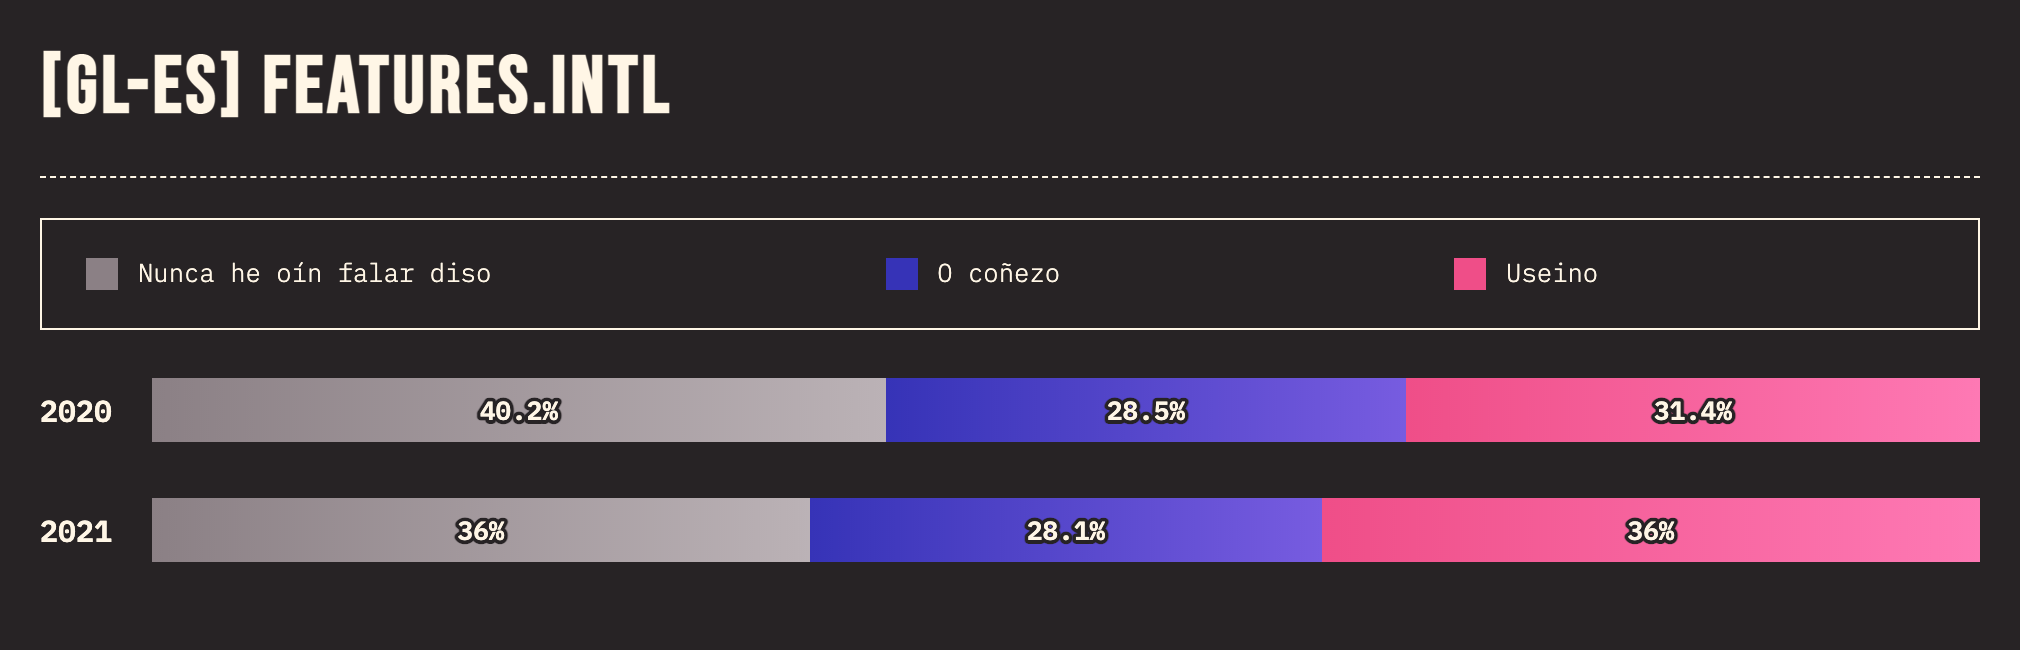 [GL-ES] FEATURES.INTL
Nunca he oín falar diso
O coñezo
Useino
2020
40.2%
28.5%
31.4%
2021
36%
28.1%
36%